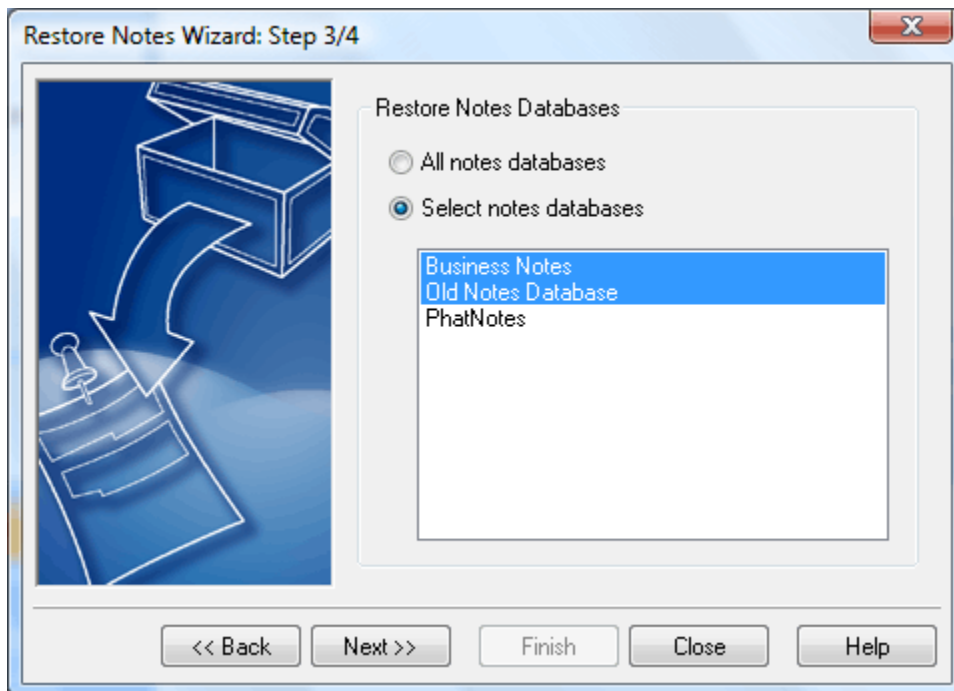 Restore Notes Wizard: Step 3/4
Restore Notes Databases
All notes databases
Select notes databases
Business Notes
Old Notes Database
PhatNotes
<< Back
Next >>
Finish
Close
Help